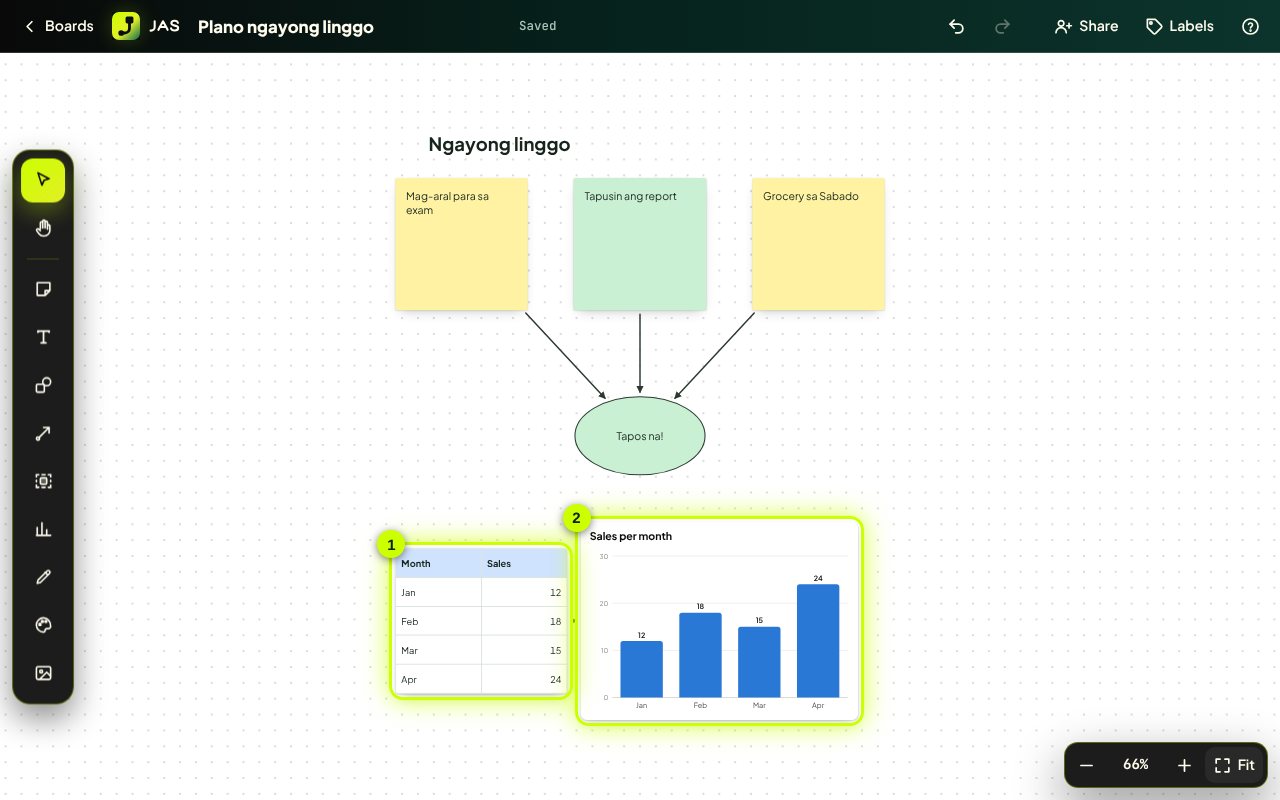 Boards
JAS
Plano ngayong linggo
Saved
Share
Labels
Ngayong linggo
Mag-aral para sa
exam
Tapusin ang report
Grocery sa Sabado
Tapos na!
1
Month Sales
Jan 12
Feb 18
Mar 15
Apr 24
2
Sales per month
30
20
10
0
12
18
15
24
Jan Feb Mar Apr
66%
Fit